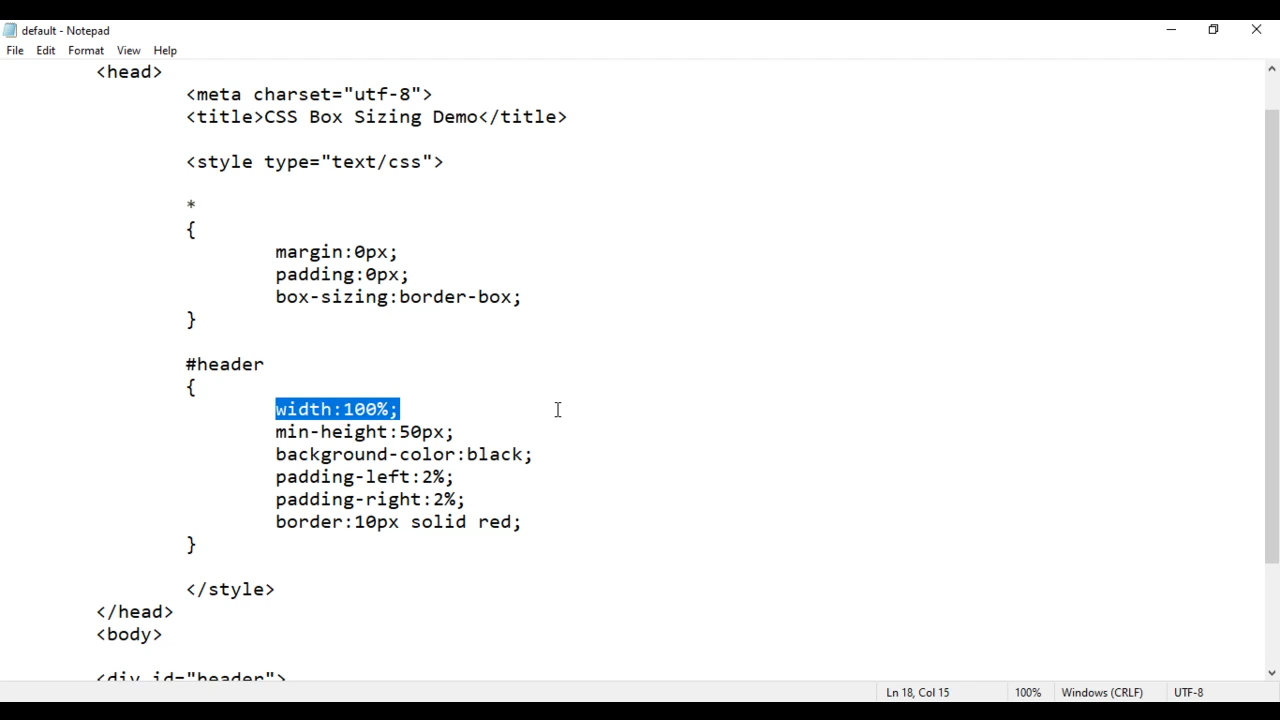 default - Notepad
File Edit Format View Help
<head>
<meta charset="utf-8">
<title>CSS Box Sizing Demo</title>
<style type="text/css">
*
{
margin:0px;
padding:0px;
box-sizing:border-box;
}
#header
{
width:100%;
min-height:50px;
background-color:black;
padding-left:2%;
padding-right:2%;
border:10px solid red;
}
</style>
</head>
<body>
<div id="header">
Ln 18, Col 15 100% Windows (CRLF) UTF-8